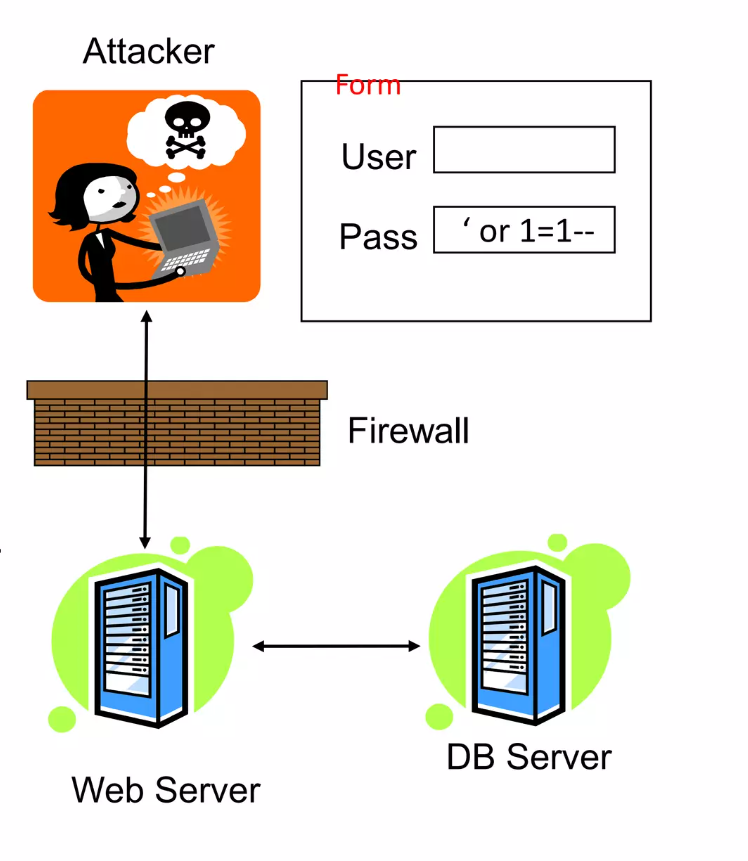 Attacker
Form
User
Pass ‘ or 1=1--
Firewall
Web Server
DB Server